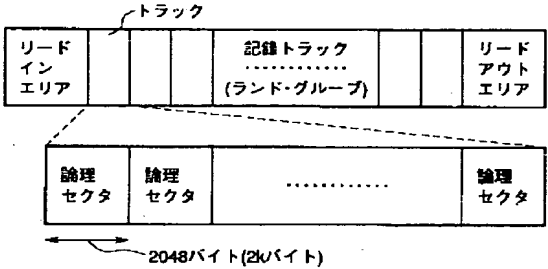 トラック
リード
イン
エリア
記録トラック
…………
(ランド・グルーブ)
リード
アウト
エリア
論理
セクタ
論理
セクタ
…………
論理
セクタ
2048バイト(2kバイト)